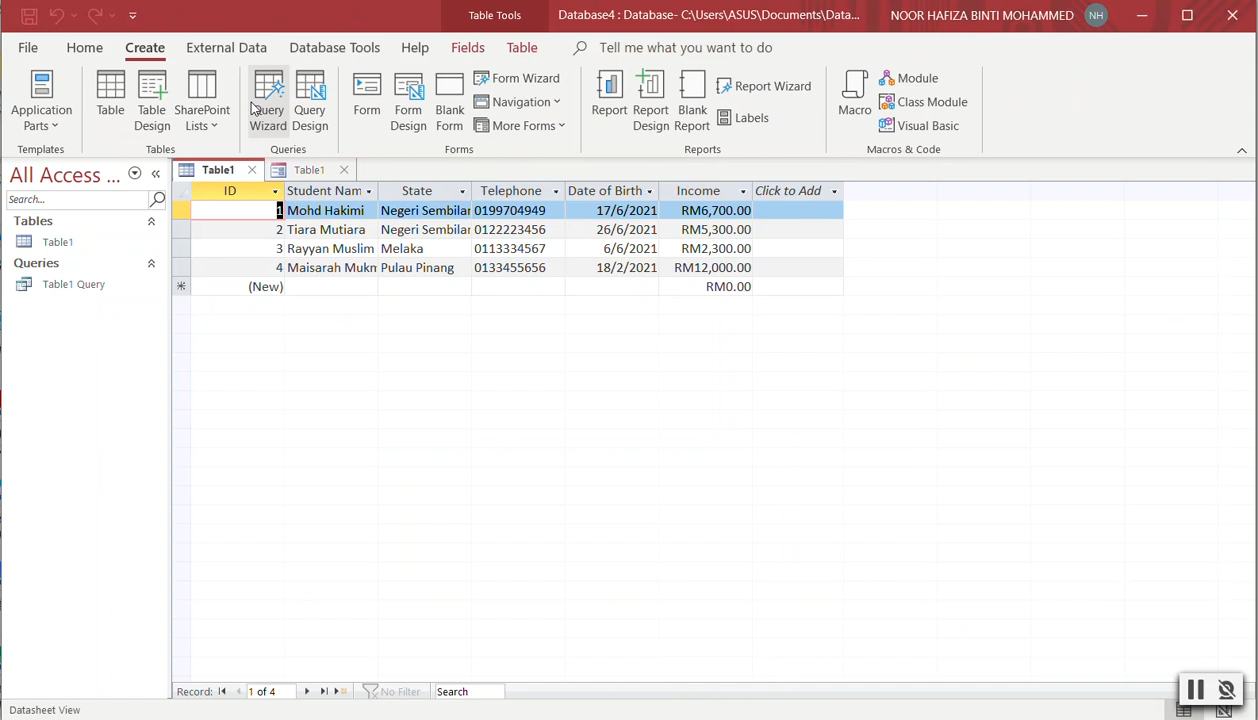 Table Tools
Database4 : Database- C:\Users\ASUS\Documents\Data...
NOOR HAFIZA BINTI MOHAMMED
NH
File
Home
Create
External Data
Database Tools
Help
Fields
Table
Tell me what you want to do
Application Parts
Table
Table Design
SharePoint Lists
Query Wizard
Query Design
Form
Form Design
Blank Form
Form Wizard
Navigation
More Forms
Report
Report Design
Blank Report
Report Wizard
Labels
Macro
Module
Class Module
Visual Basic
Templates
Tables
Queries
Forms
Reports
Macros & Code
All Access ...
Search...
Tables
Table1
Queries
Table1 Query
Table1
Table1
ID Student Nam State Telephone Date of Birth Income Click to Add
1 Mohd Hakimi Negeri Sembilan 0199704949 17/6/2021 RM6,700.00
2 Tiara Mutiara Negeri Sembilan 0122223456 26/6/2021 RM5,300.00
3 Rayyan Muslim Melaka 0113334567 6/6/2021 RM2,300.00
4 Maisarah Mukm Pulau Pinang 0133455656 18/2/2021 RM12,000.00
(New) RM0.00
Record: 1 of 4 No Filter Search
Datasheet View